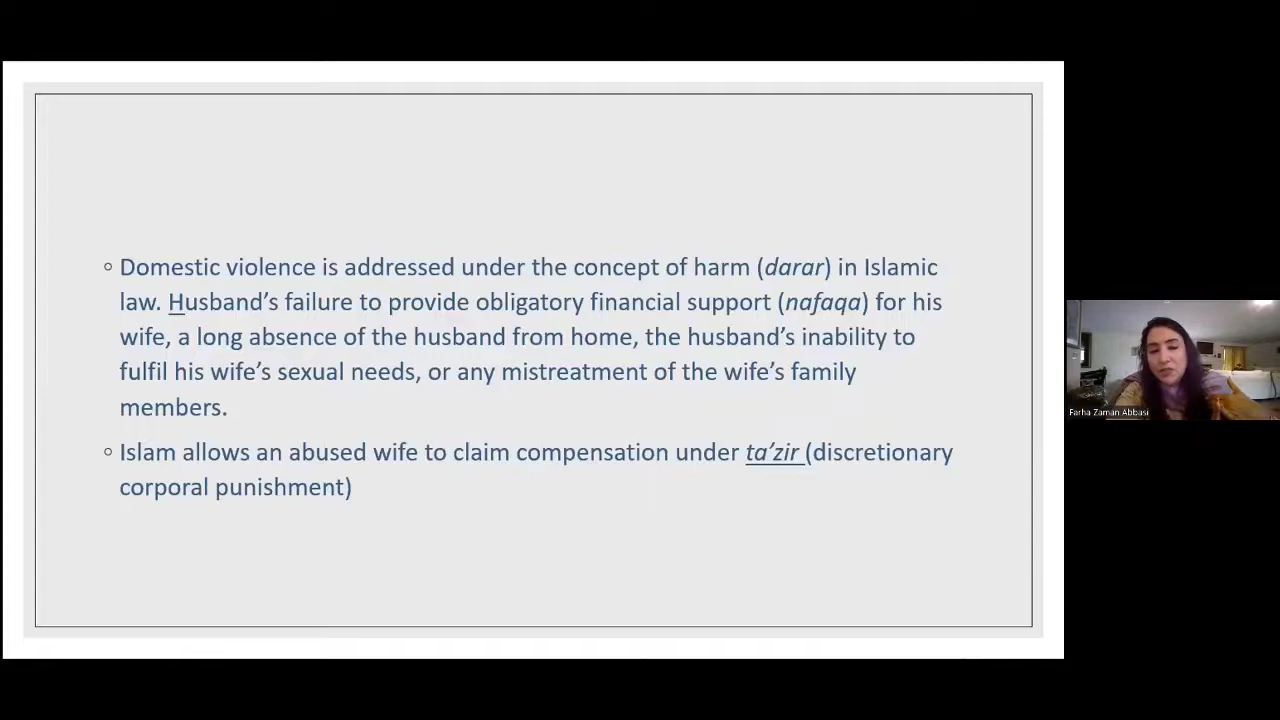 ◦ Domestic violence is addressed under the concept of harm (darar) in Islamic
law. Husband’s failure to provide obligatory financial support (nafaqa) for his
wife, a long absence of the husband from home, the husband’s inability to
fulfil his wife’s sexual needs, or any mistreatment of the wife’s family
members.
◦ Islam allows an abused wife to claim compensation under ta’zir (discretionary
corporal punishment)
Farha Zaman Abbasi